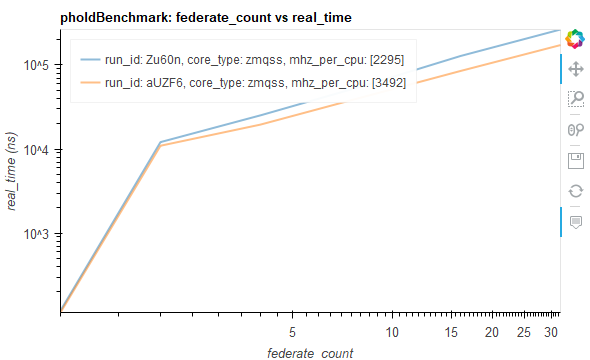 pholdBenchmark: federate_count vs real_time
run_id: Zu60n, core_type: zmqss, mhz_per_cpu: [2295]
run_id: aUZF6, core_type: zmqss, mhz_per_cpu: [3492]
10^5
10^4
10^3
real_time (ns)
5
10
15
20
25
30
federate_count